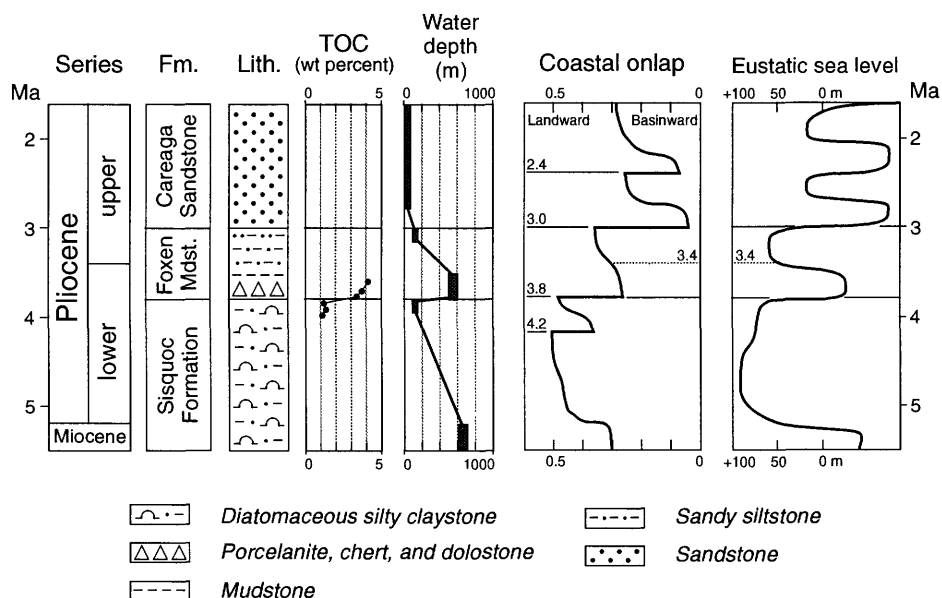 Series Fm. Lith. TOC (wt percent) Water depth (m) Coastal onlap Eustatic sea level
Ma Ma
0 5 0 1000 0.5 0 +100 50 0 m
Landward Basinward
2 2
2.4
3 3.0 3
3.4 3.4
3.8
4 4
4.2
5 5
Pliocene
upper
lower
Miocene
Careaga Sandstone
Foxen Mdst.
Sisquoc Formation
0 5 0 1000 0.5 0 +100 50 0 m
Diatomaceous silty claystone
Porcelanite, chert, and dolostone
Mudstone
Sandy siltstone
Sandstone